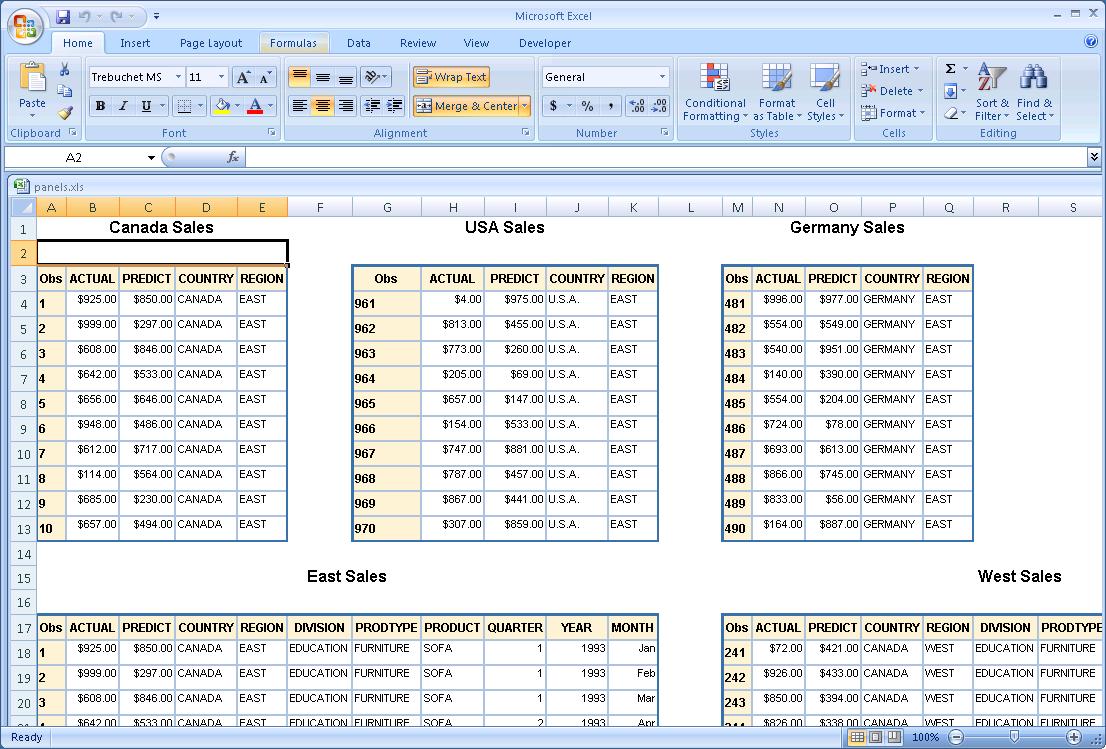 Microsoft Excel
Home Insert Page Layout Formulas Data Review View Developer
Paste
Trebuchet MS 11
B I U A A A
Wrap Text
Merge & Center
General
$ % ,
Conditional Formatting
Format as Table
Cell Styles
Insert
Delete
Format
Σ
Sort & Filter
Find & Select
Clipboard Font Alignment Number Styles Cells Editing
A2 fx
panels.xls
A B C D E F G H I J K L M N O P Q R S
1 Canada Sales USA Sales Germany Sales
2
3 Obs ACTUAL PREDICT COUNTRY REGION Obs ACTUAL PREDICT COUNTRY REGION Obs ACTUAL PREDICT COUNTRY REGION
4 1 $925.00 $850.00 CANADA EAST 961 $4.00 $975.00 U.S.A. EAST 481 $996.00 $977.00 GERMANY EAST
5 2 $999.00 $297.00 CANADA EAST 962 $813.00 $455.00 U.S.A. EAST 482 $554.00 $549.00 GERMANY EAST
6 3 $608.00 $846.00 CANADA EAST 963 $773.00 $260.00 U.S.A. EAST 483 $540.00 $951.00 GERMANY EAST
7 4 $642.00 $533.00 CANADA EAST 964 $205.00 $69.00 U.S.A. EAST 484 $140.00 $390.00 GERMANY EAST
8 5 $656.00 $646.00 CANADA EAST 965 $657.00 $147.00 U.S.A. EAST 485 $554.00 $204.00 GERMANY EAST
9 6 $948.00 $486.00 CANADA EAST 966 $154.00 $533.00 U.S.A. EAST 486 $724.00 $78.00 GERMANY EAST
10 7 $612.00 $717.00 CANADA EAST 967 $747.00 $881.00 U.S.A. EAST 487 $693.00 $613.00 GERMANY EAST
11 8 $114.00 $564.00 CANADA EAST 968 $787.00 $457.00 U.S.A. EAST 488 $866.00 $745.00 GERMANY EAST
12 9 $685.00 $230.00 CANADA EAST 969 $867.00 $441.00 U.S.A. EAST 489 $833.00 $56.00 GERMANY EAST
13 10 $657.00 $494.00 CANADA EAST 970 $307.00 $859.00 U.S.A. EAST 490 $164.00 $887.00 GERMANY EAST
14
15 East Sales West Sales
16
17 Obs ACTUAL PREDICT COUNTRY REGION DIVISION PRODTYPE PRODUCT QUARTER YEAR MONTH Obs ACTUAL PREDICT COUNTRY REGION DIVISION PRODTYPE
18 1 $925.00 $850.00 CANADA EAST EDUCATION FURNITURE SOFA 1 1993 Jan 241 $72.00 $421.00 CANADA WEST EDUCATION FURNITURE
19 2 $999.00 $297.00 CANADA EAST EDUCATION FURNITURE SOFA 1 1993 Feb 242 $926.00 $433.00 CANADA WEST EDUCATION FURNITURE
20 3 $608.00 $846.00 CANADA EAST EDUCATION FURNITURE SOFA 1 1993 Mar 243 $850.00 $394.00 CANADA WEST EDUCATION FURNITURE
21 4 $642.00 $533.00 CANADA EAST EDUCATION FURNITURE SOFA 2 1993 Apr 244 $826.00 $338.00 CANADA WEST EDUCATION FURNITURE
Ready 100%